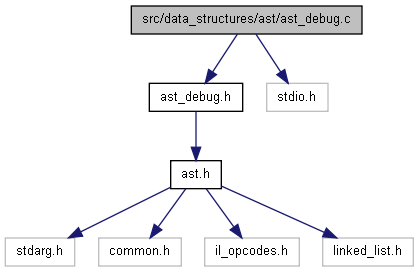 src/data_structures/ast/ast_debug.c
ast_debug.h
stdio.h
ast.h
stdarg.h
common.h
il_opcodes.h
linked_list.h